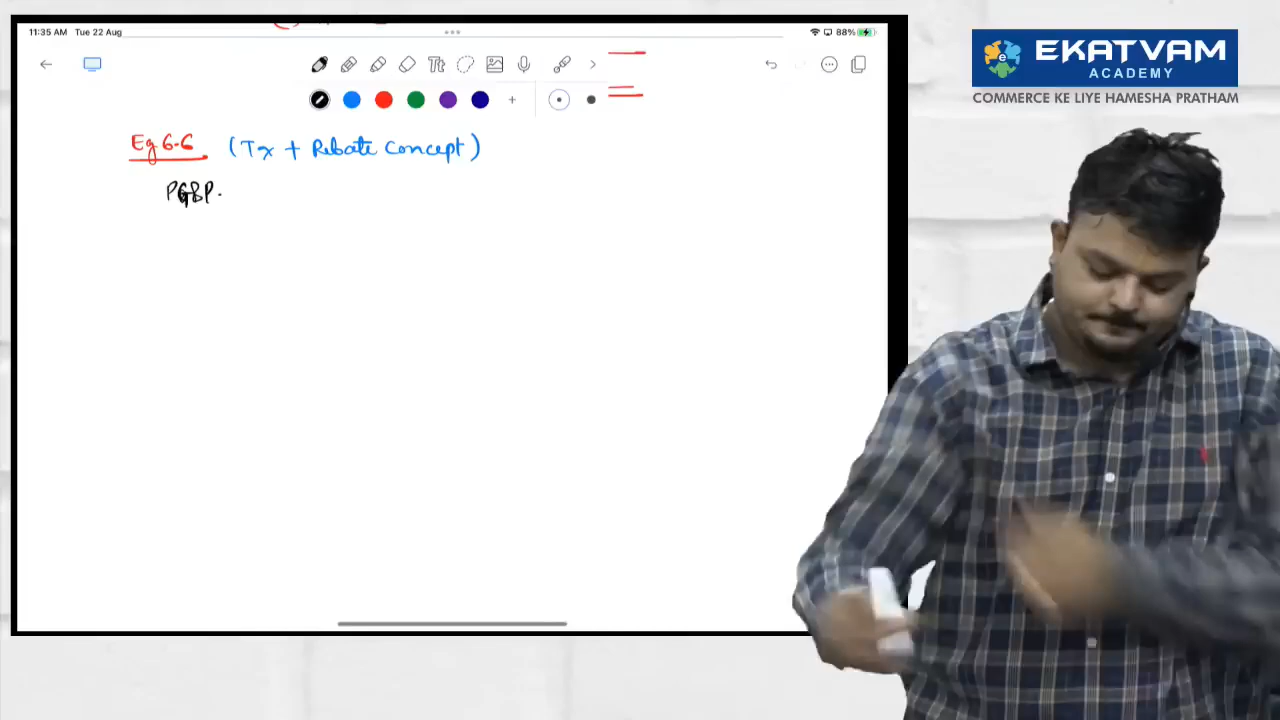 11:35 AM Tue 22 Aug
88%
EKATVAM
ACADEMY
COMMERCE KE LIYE HAMESHA PRATHAM
Tt
Eg 6.6 (Tx + Rebate Concept)
PGBP.